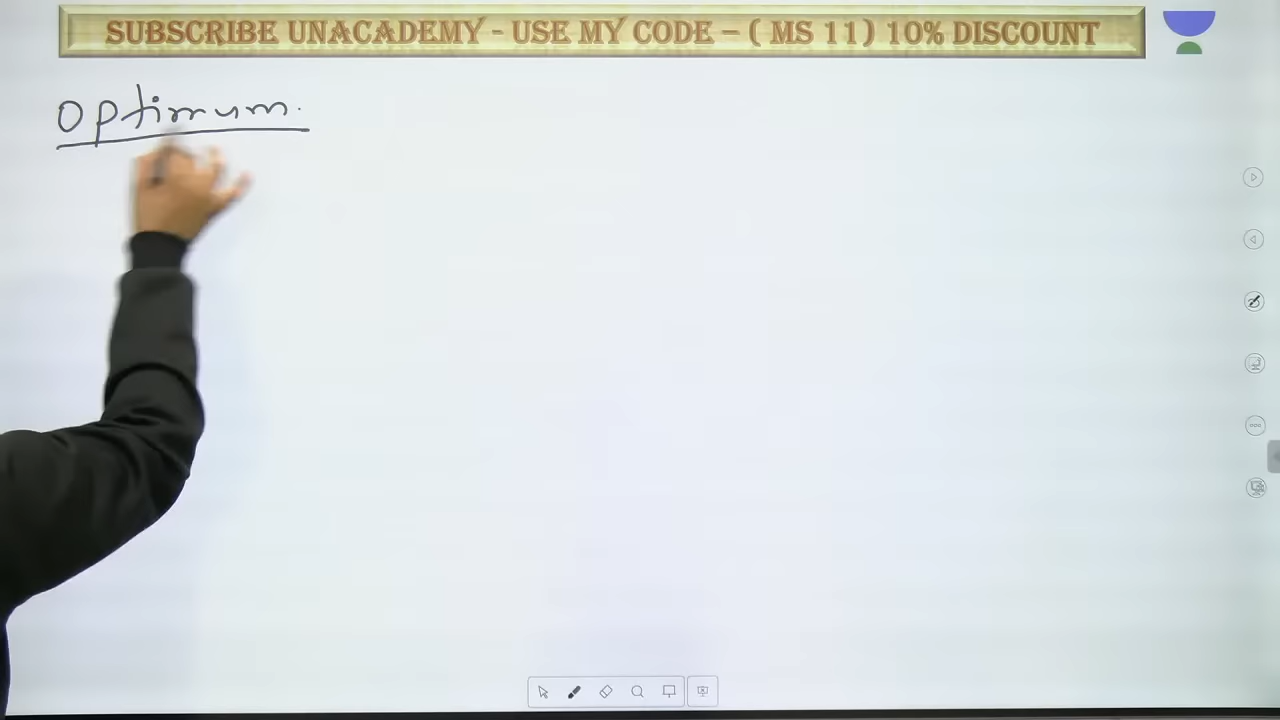 SUBSCRIBE UNACADEMY - USE MY CODE – ( MS 11) 10% DISCOUNT
Optimum.